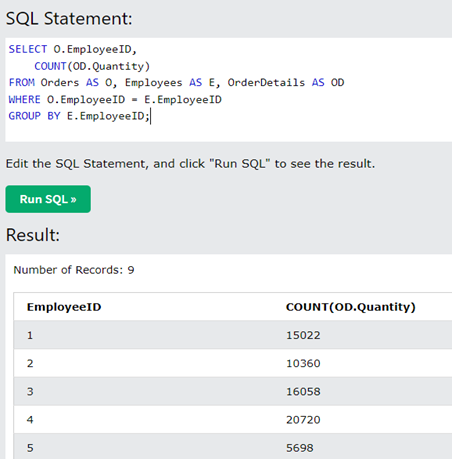 SQL Statement:
SELECT O.EmployeeID,
COUNT(OD.Quantity)
FROM Orders AS O, Employees AS E, OrderDetails AS OD
WHERE O.EmployeeID = E.EmployeeID
GROUP BY E.EmployeeID;
Edit the SQL Statement, and click "Run SQL" to see the result.
Run SQL »
Result:
Number of Records: 9
EmployeeID COUNT(OD.Quantity)
1 15022
2 10360
3 16058
4 20720
5 5698